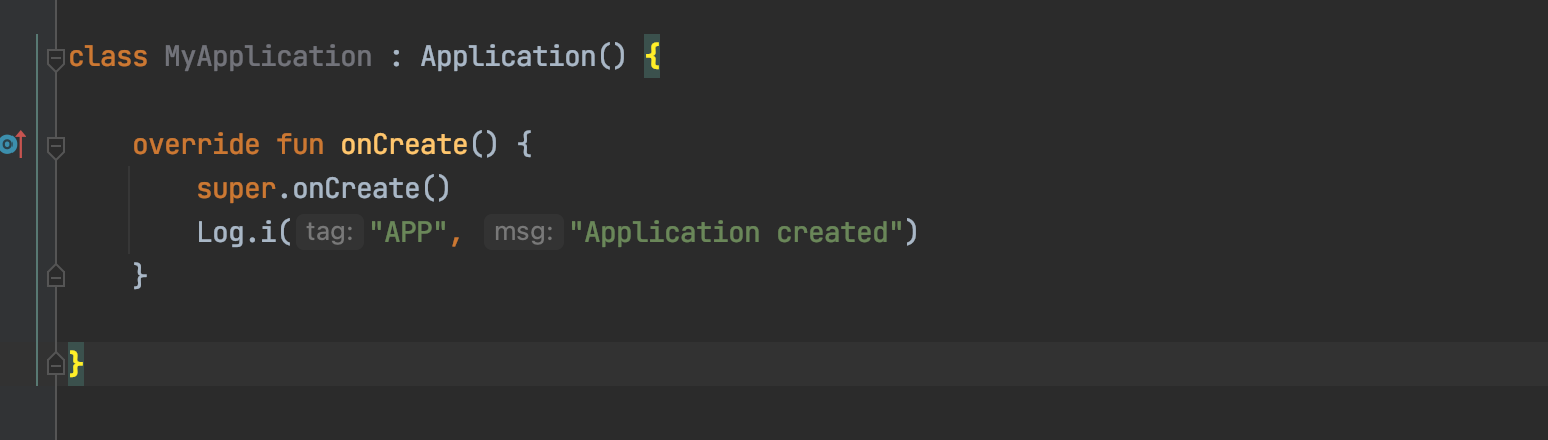 class MyApplication : Application() {
override fun onCreate() {
super.onCreate()
Log.i( tag: "APP", msg: "Application created")
}
}